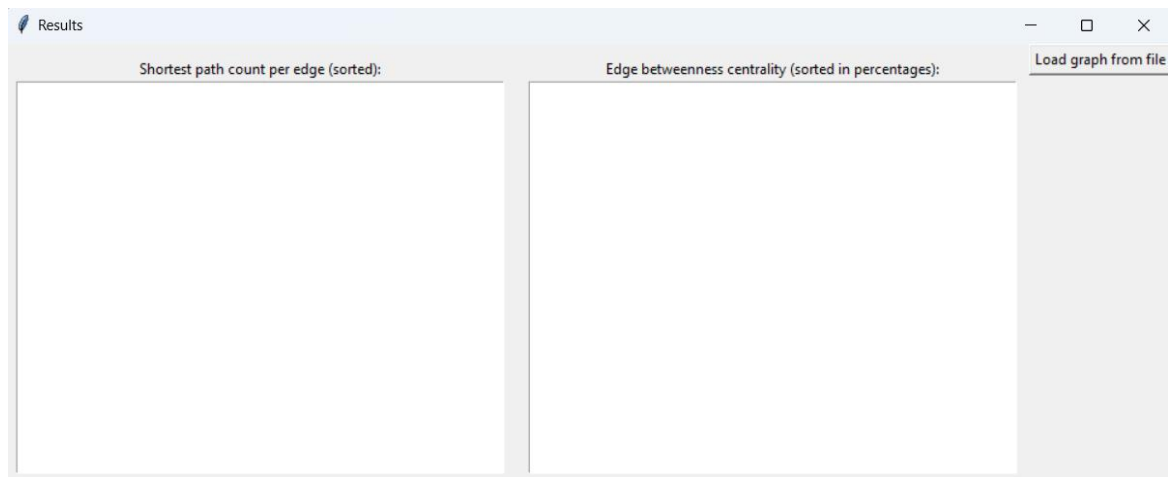 Results
Load graph from file
Shortest path count per edge (sorted):
Edge betweenness centrality (sorted in percentages):